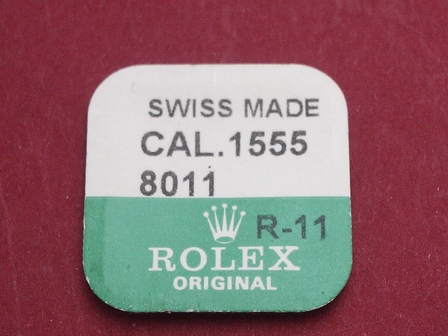 SWISS MADE
CAL.1555
8011
R-11
ROLEX
ORIGINAL